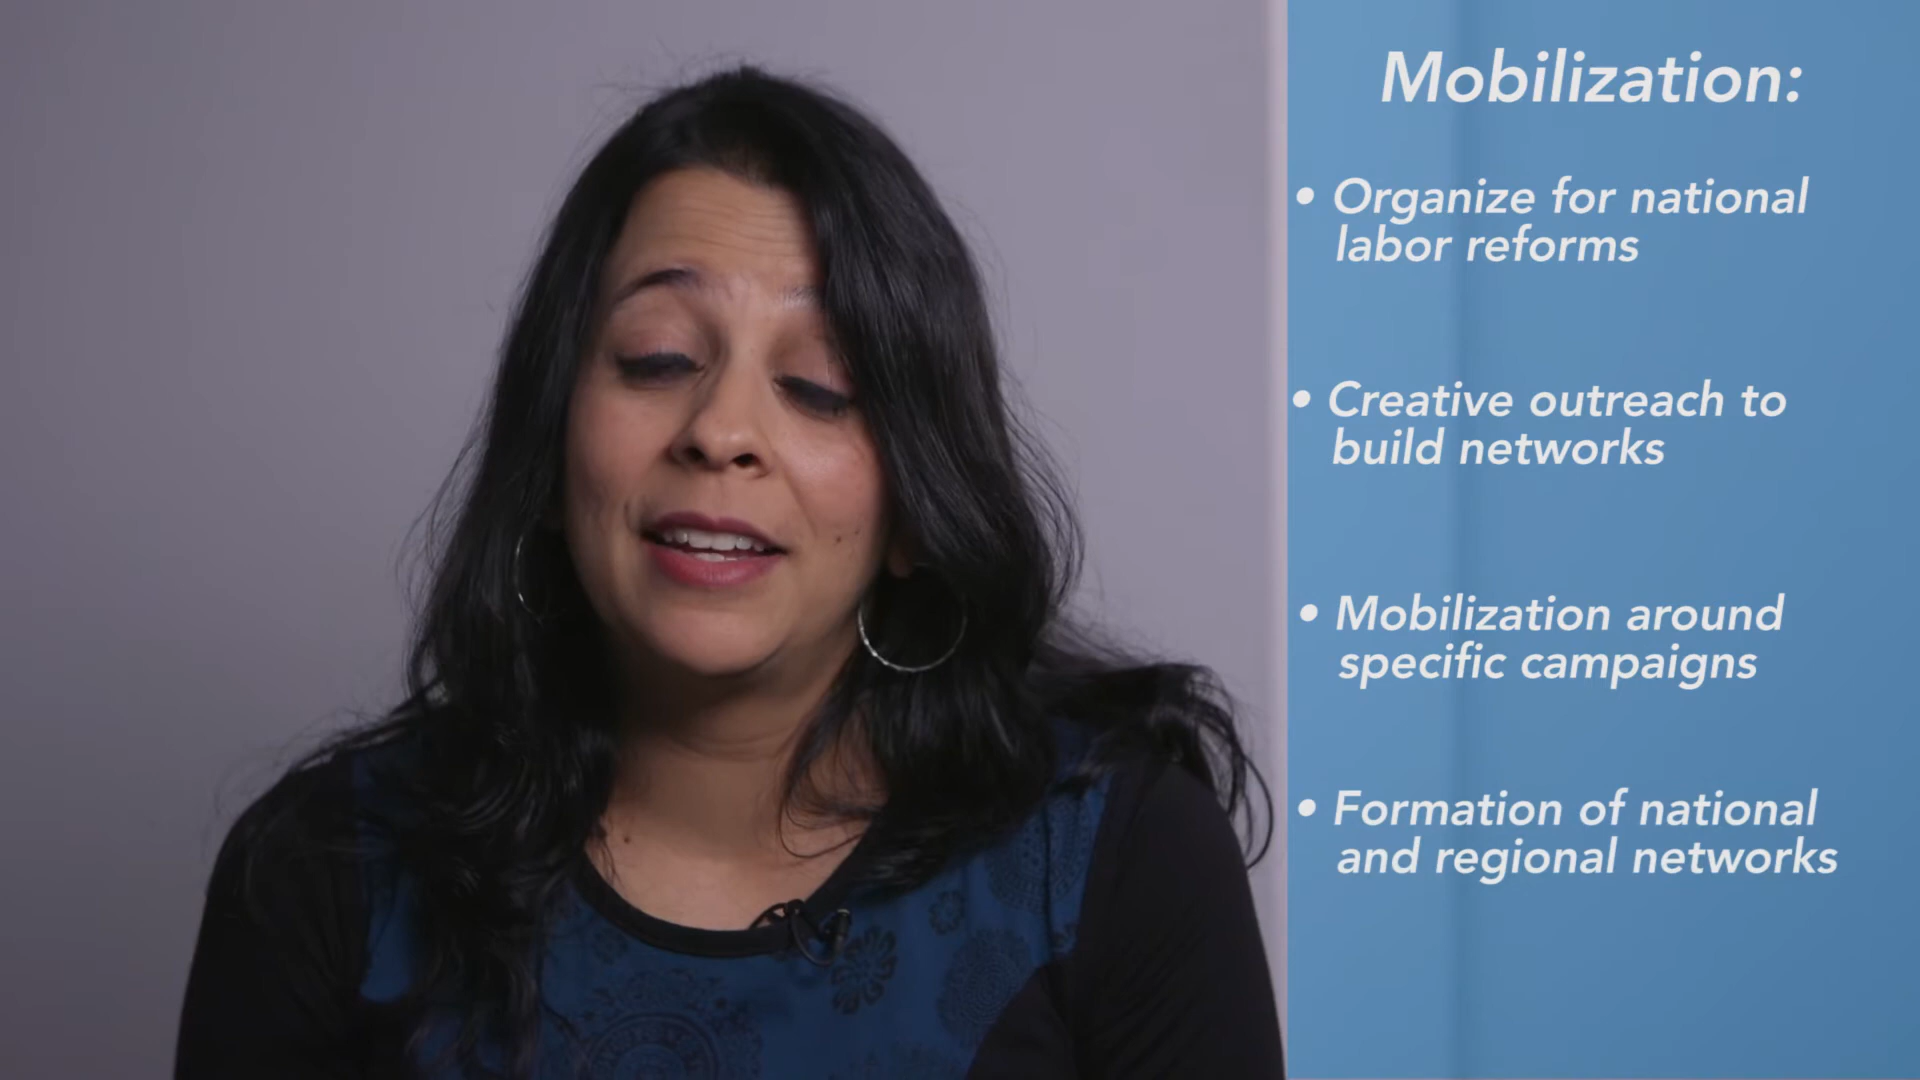 Mobilization:
• Organize for national
labor reforms
• Creative outreach to
build networks
• Mobilization around
specific campaigns
• Formation of national
and regional networks